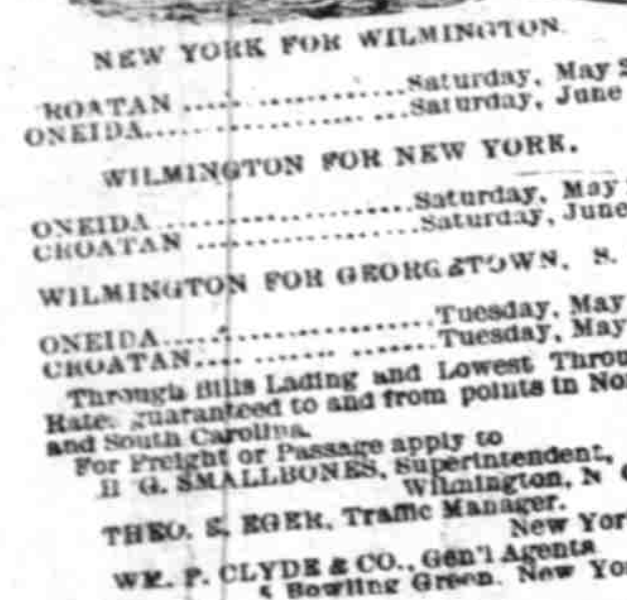 NEW YORK FOR WILMINGTON.
ROATAN ..................Saturday, May
ONEIDA..................Saturday, June
WILMINGTON FOR NEW YORK.
ONEIDA ..................Saturday, May
CROATAN ..................Saturday, June
WILMINGTON FOR GEORGETOWN, S.
ONEIDA..................Tuesday, May
CROATAN..................Tuesday, May
Through Bills Lading and Lowest Throu
Rates guaranteed to and from points in No
and South Carolina.
For Freight or Passage apply to
H G. SMALLBONES, Superintendent,
Wilmington, N C
THEO. E. EGER, Traffic Manager.
New Yor
WM. P. CLYDE & CO., Gen'l Agents
5 Bowling Green, New Yo